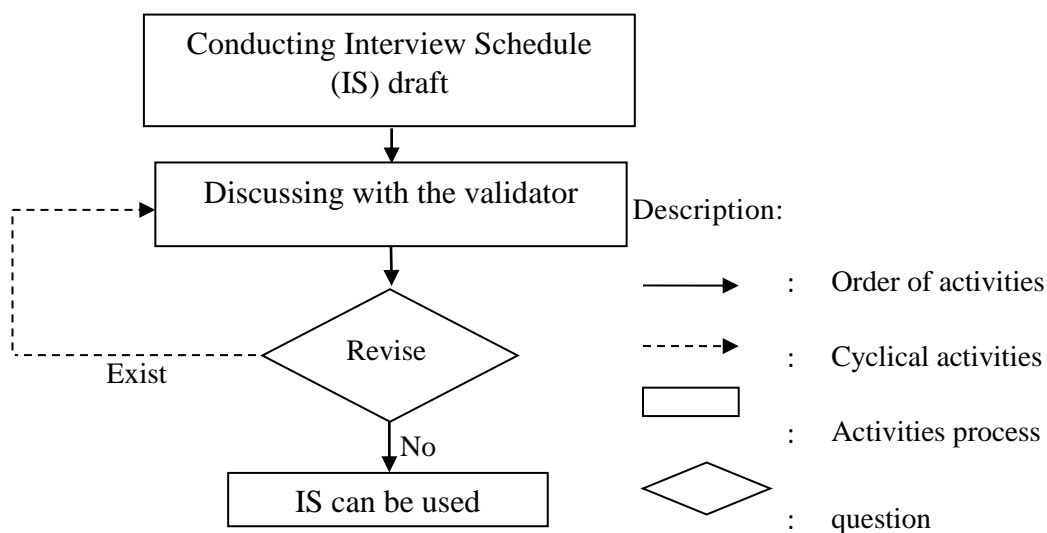 Conducting Interview Schedule
(IS) draft
Discussing with the validator
Revise
Exist
No
IS can be used
Description:
: Order of activities
: Cyclical activities
: Activities process
: question